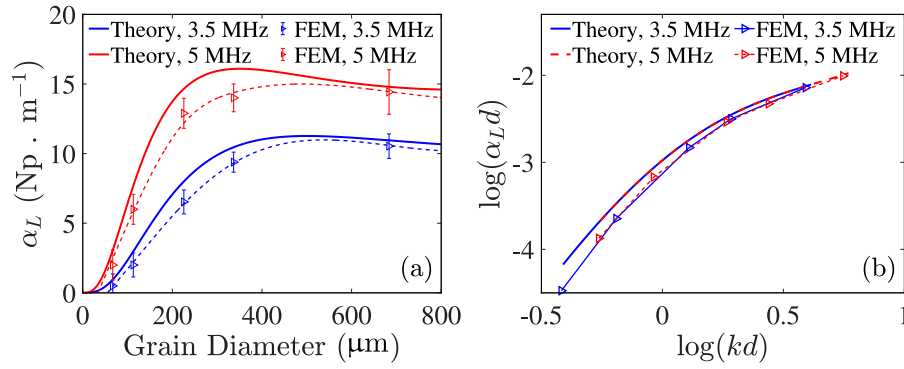 Theory, 3.5 MHz
FEM, 3.5 MHz
Theory, 5 MHz
FEM, 5 MHz
20
15
10
5
0
α_L (Np . m⁻¹)
0
200
400
600
800
Grain Diameter (μm)
(a)
Theory, 3.5 MHz
FEM, 3.5 MHz
Theory, 5 MHz
FEM, 5 MHz
-2
-3
-4
log(α_L d)
-0.5
0
0.5
1
log(kd)
(b)